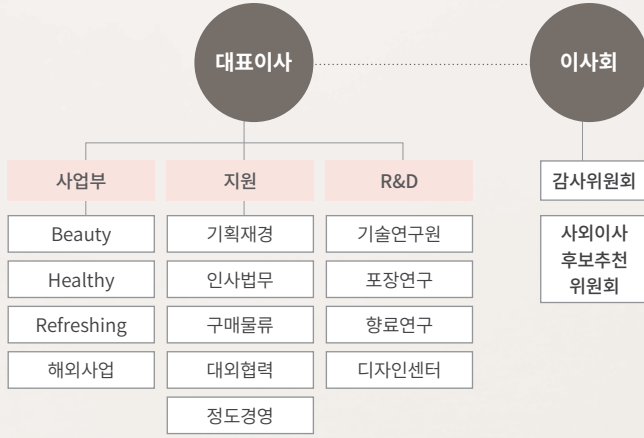 대표이사
이사회
사업부
지원
R&D
감사위원회
Beauty
기획재경
기술연구원
사외이사
후보추천
위원회
Healthy
인사법무
포장연구
Refreshing
구매물류
향료연구
해외사업
대외협력
디자인센터
정도경영